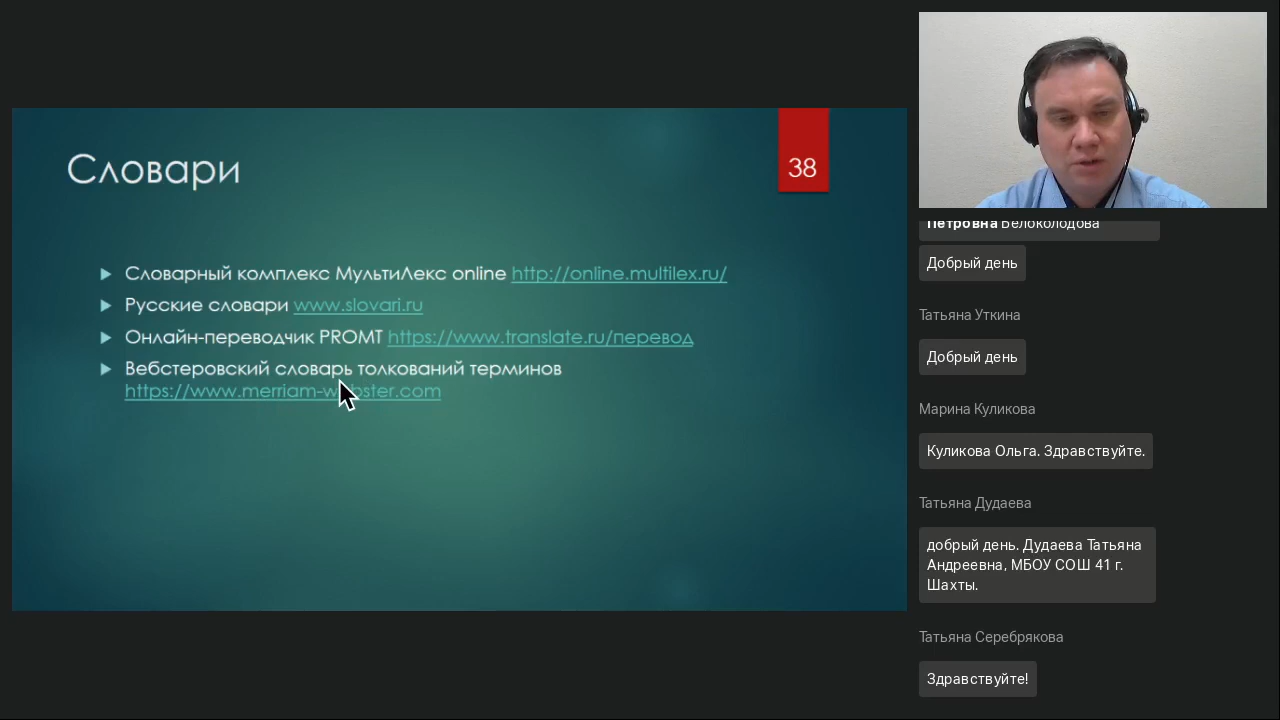 Словари
38
Словарный комплекс МультиЛекс online http://online.multilex.ru/
Русские словари www.slovari.ru
Онлайн-переводчик PROMT https://www.translate.ru/перевод
Вебстеровский словарь толкований терминов
https://www.merriam-webster.com
Петровна Белоколодова
Добрый день
Татьяна Уткина
Добрый день
Марина Куликова
Куликова Ольга. Здравствуйте.
Татьяна Дудаева
добрый день. Дудаева Татьяна
Андреевна, МБОУ СОШ 41 г.
Шахты.
Татьяна Серебрякова
Здравствуйте!